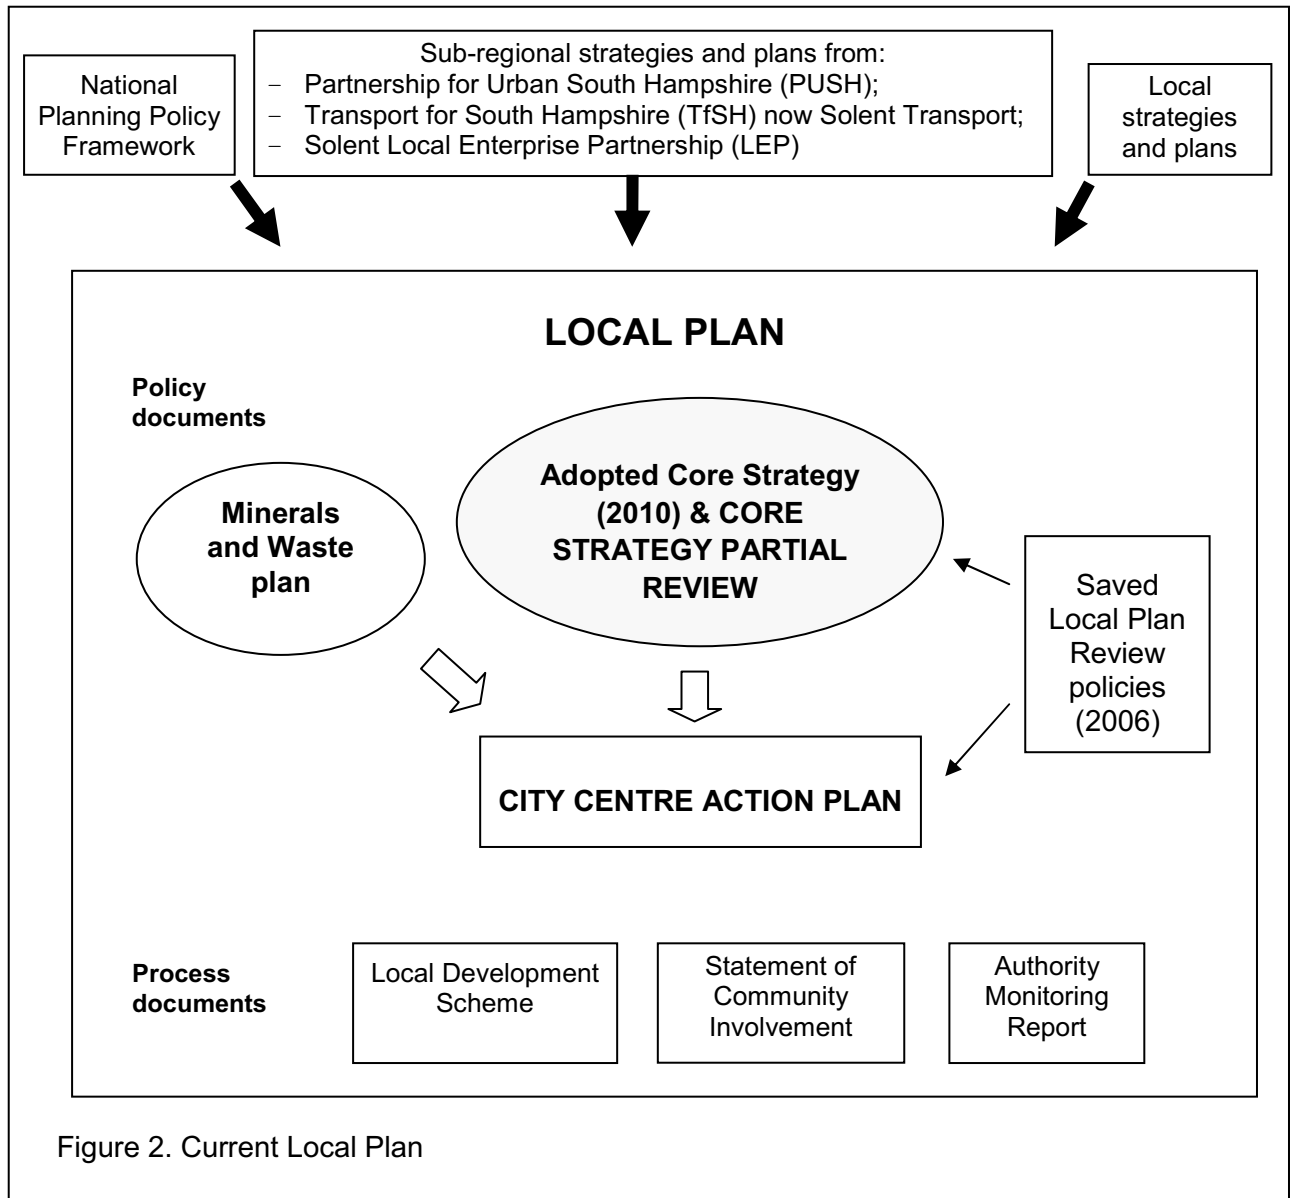 National
Planning Policy
Framework
Sub-regional strategies and plans from:
− Partnership for Urban South Hampshire (PUSH);
− Transport for South Hampshire (TfSH) now Solent Transport;
− Solent Local Enterprise Partnership (LEP)
Local
strategies
and plans
LOCAL PLAN
Policy
documents
Minerals
and Waste
plan
Adopted Core Strategy
(2010) & CORE
STRATEGY PARTIAL
REVIEW
Saved
Local Plan
Review
policies
(2006)
CITY CENTRE ACTION PLAN
Process
documents
Local Development
Scheme
Statement of
Community
Involvement
Authority
Monitoring
Report
Figure 2. Current Local Plan